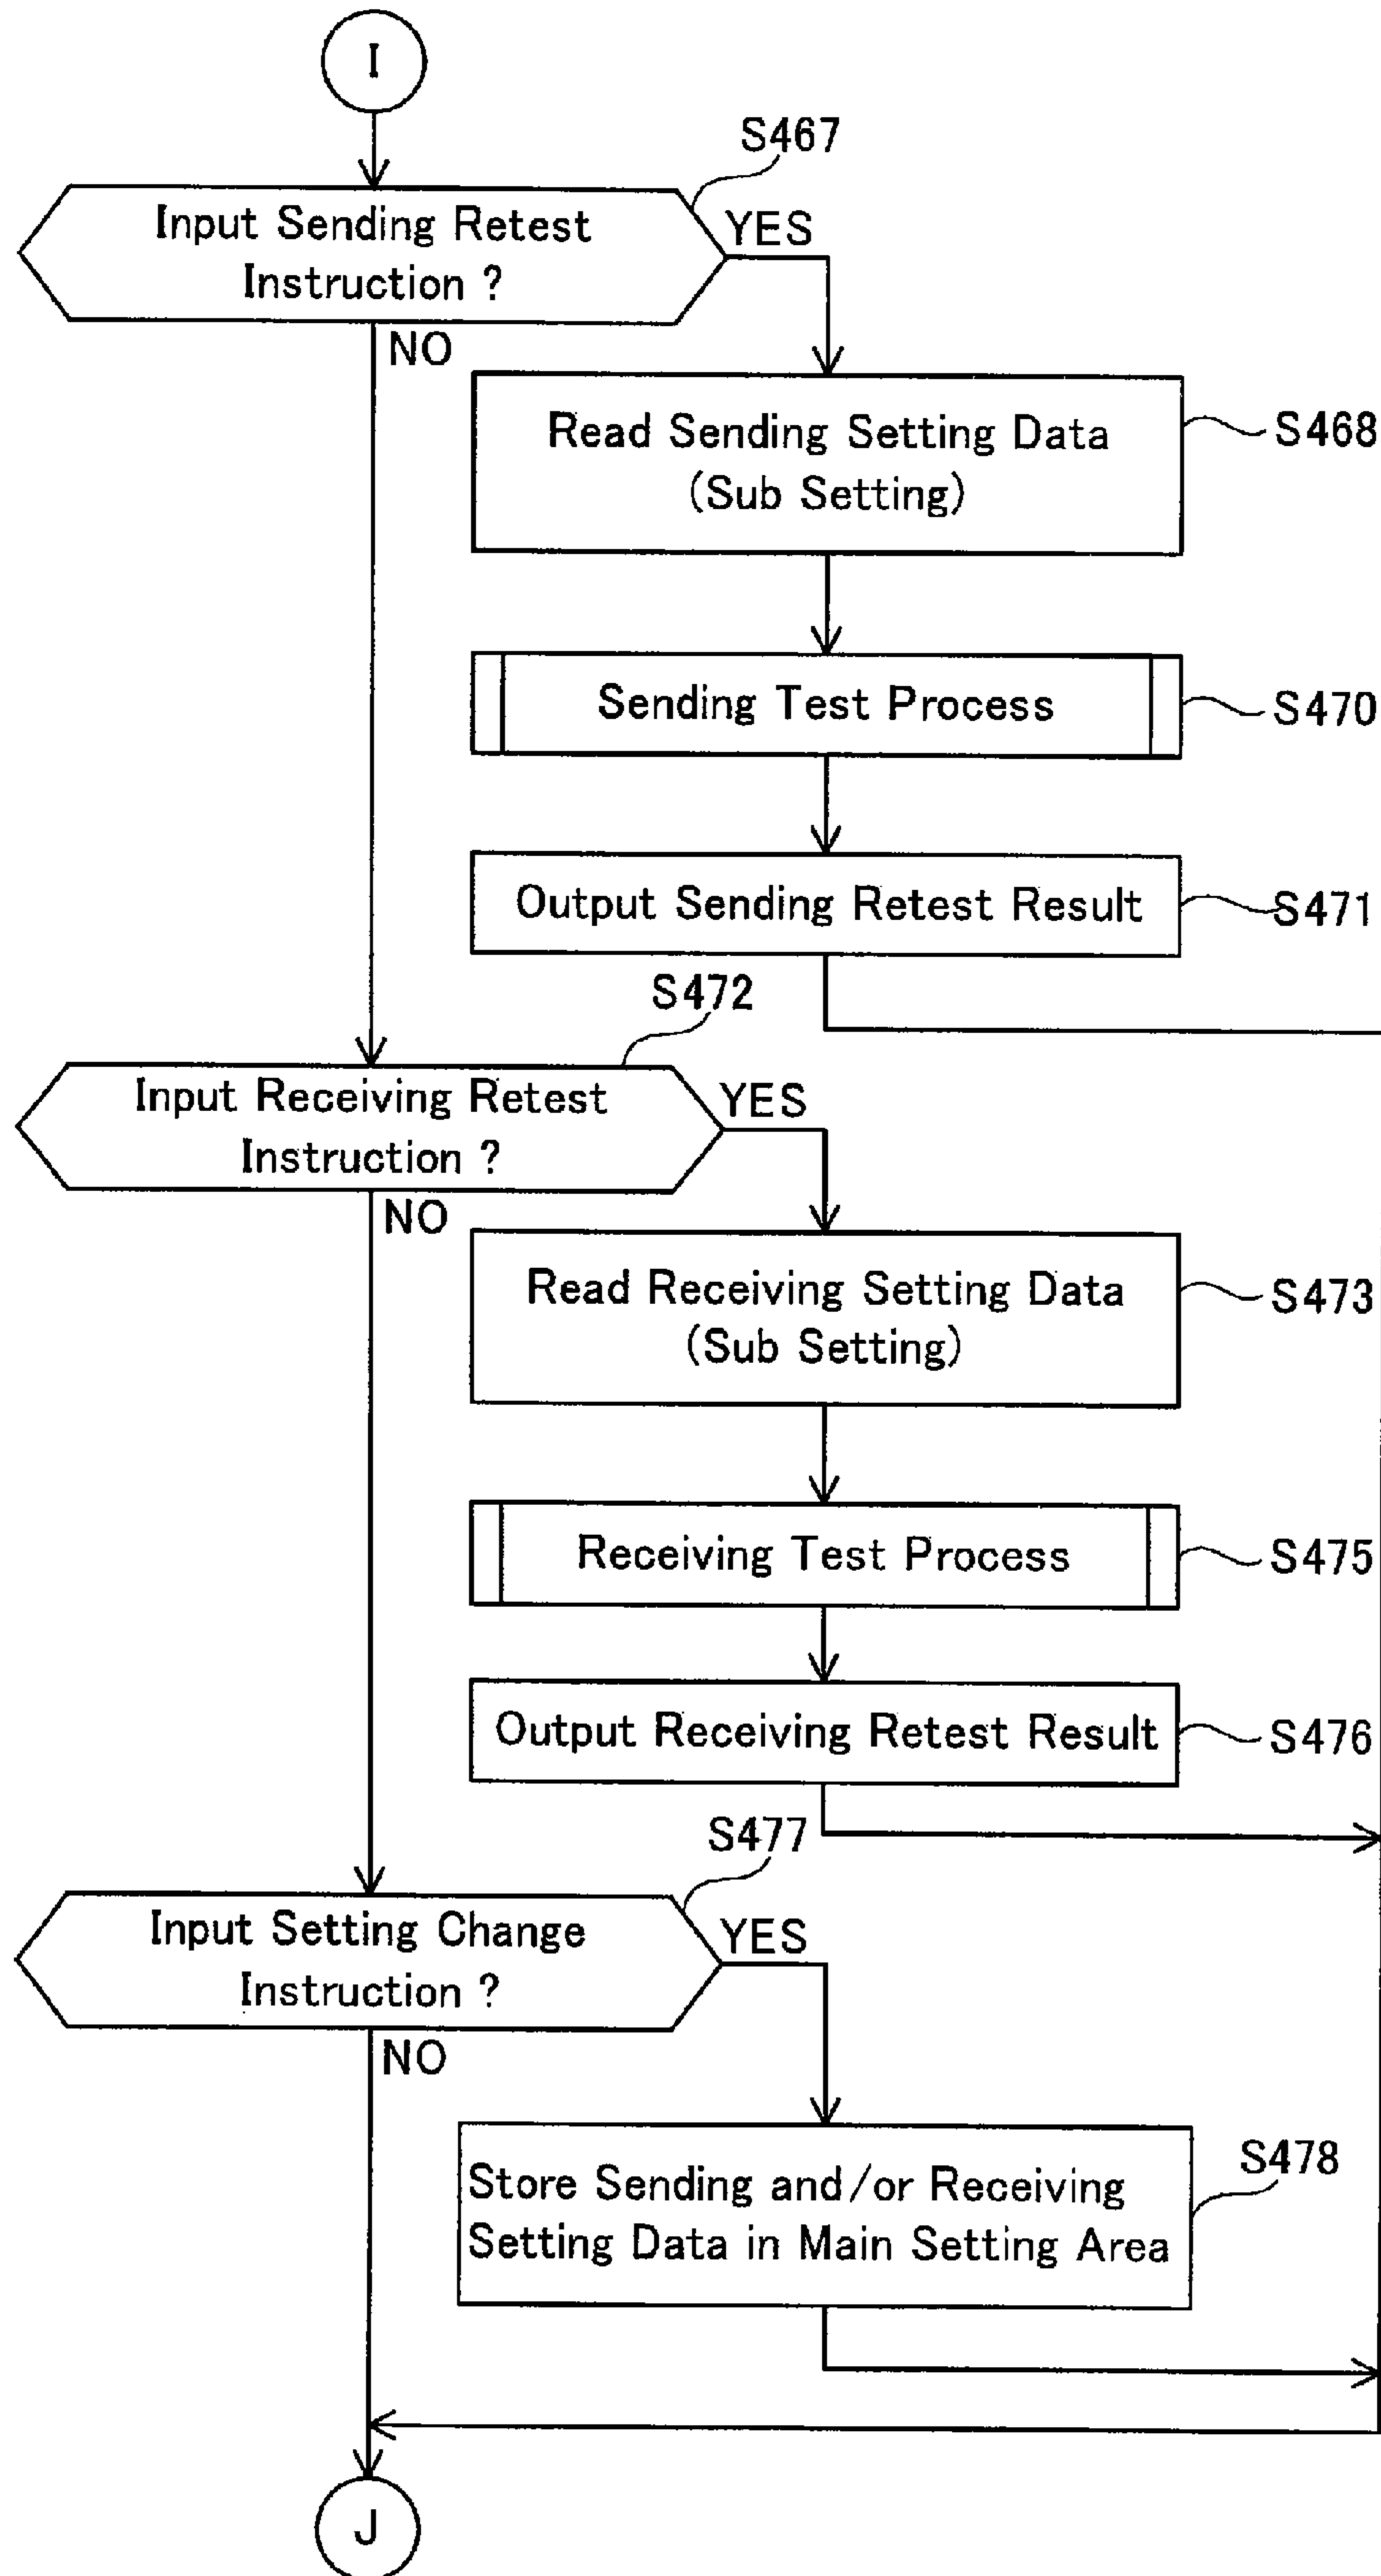 I
S467
Input Sending Retest
Instruction ?
YES
NO
Read Sending Setting Data
(Sub Setting)
S468
Sending Test Process
S470
Output Sending Retest Result
S471
S472
Input Receiving Retest
Instruction ?
YES
NO
Read Receiving Setting Data
(Sub Setting)
S473
Receiving Test Process
S475
Output Receiving Retest Result
S476
S477
Input Setting Change
Instruction ?
YES
NO
S478
Store Sending and/or Receiving
Setting Data in Main Setting Area
J